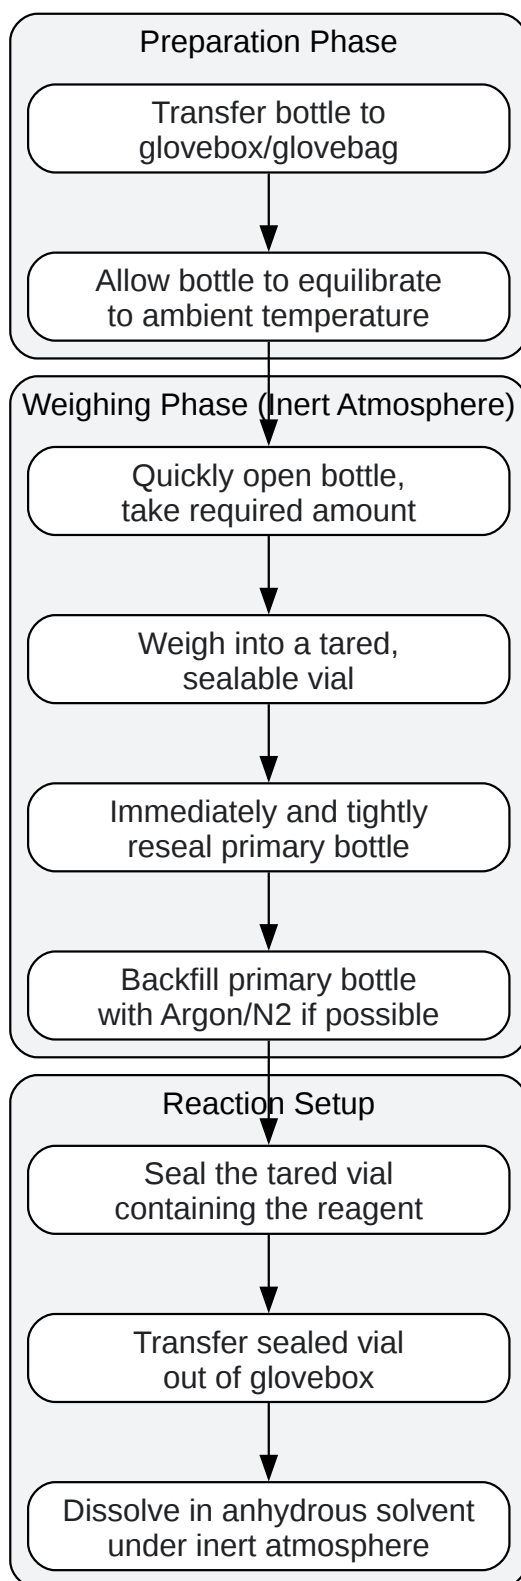 Preparation Phase
Transfer bottle to
glovebox/glovebag
Allow bottle to equilibrate
to ambient temperature
Weighing Phase (Inert Atmosphere)
Quickly open bottle,
take required amount
Weigh into a tared,
sealable vial
Immediately and tightly
reseal primary bottle
Backfill primary bottle
with Argon/N2 if possible
Reaction Setup
Seal the tared vial
containing the reagent
Transfer sealed vial
out of glovebox
Dissolve in anhydrous solvent
under inert atmosphere